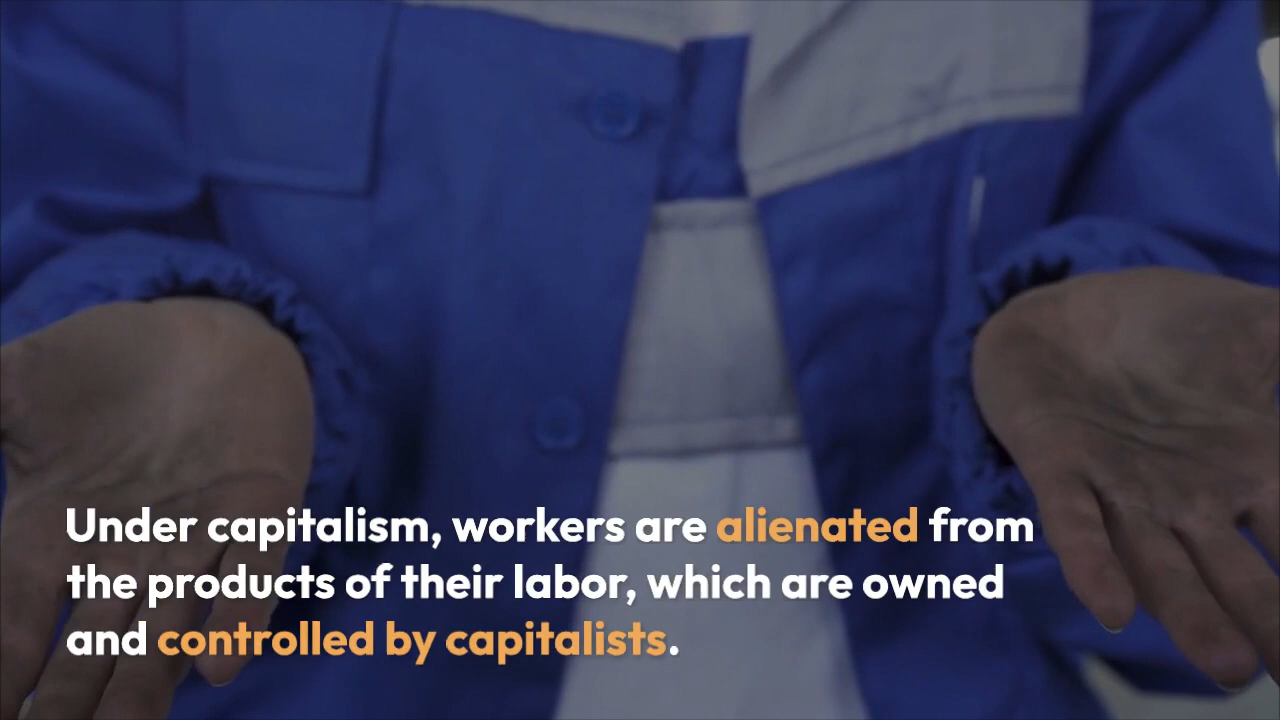 Under capitalism, workers are alienated from
the products of their labor, which are owned
and controlled by capitalists.